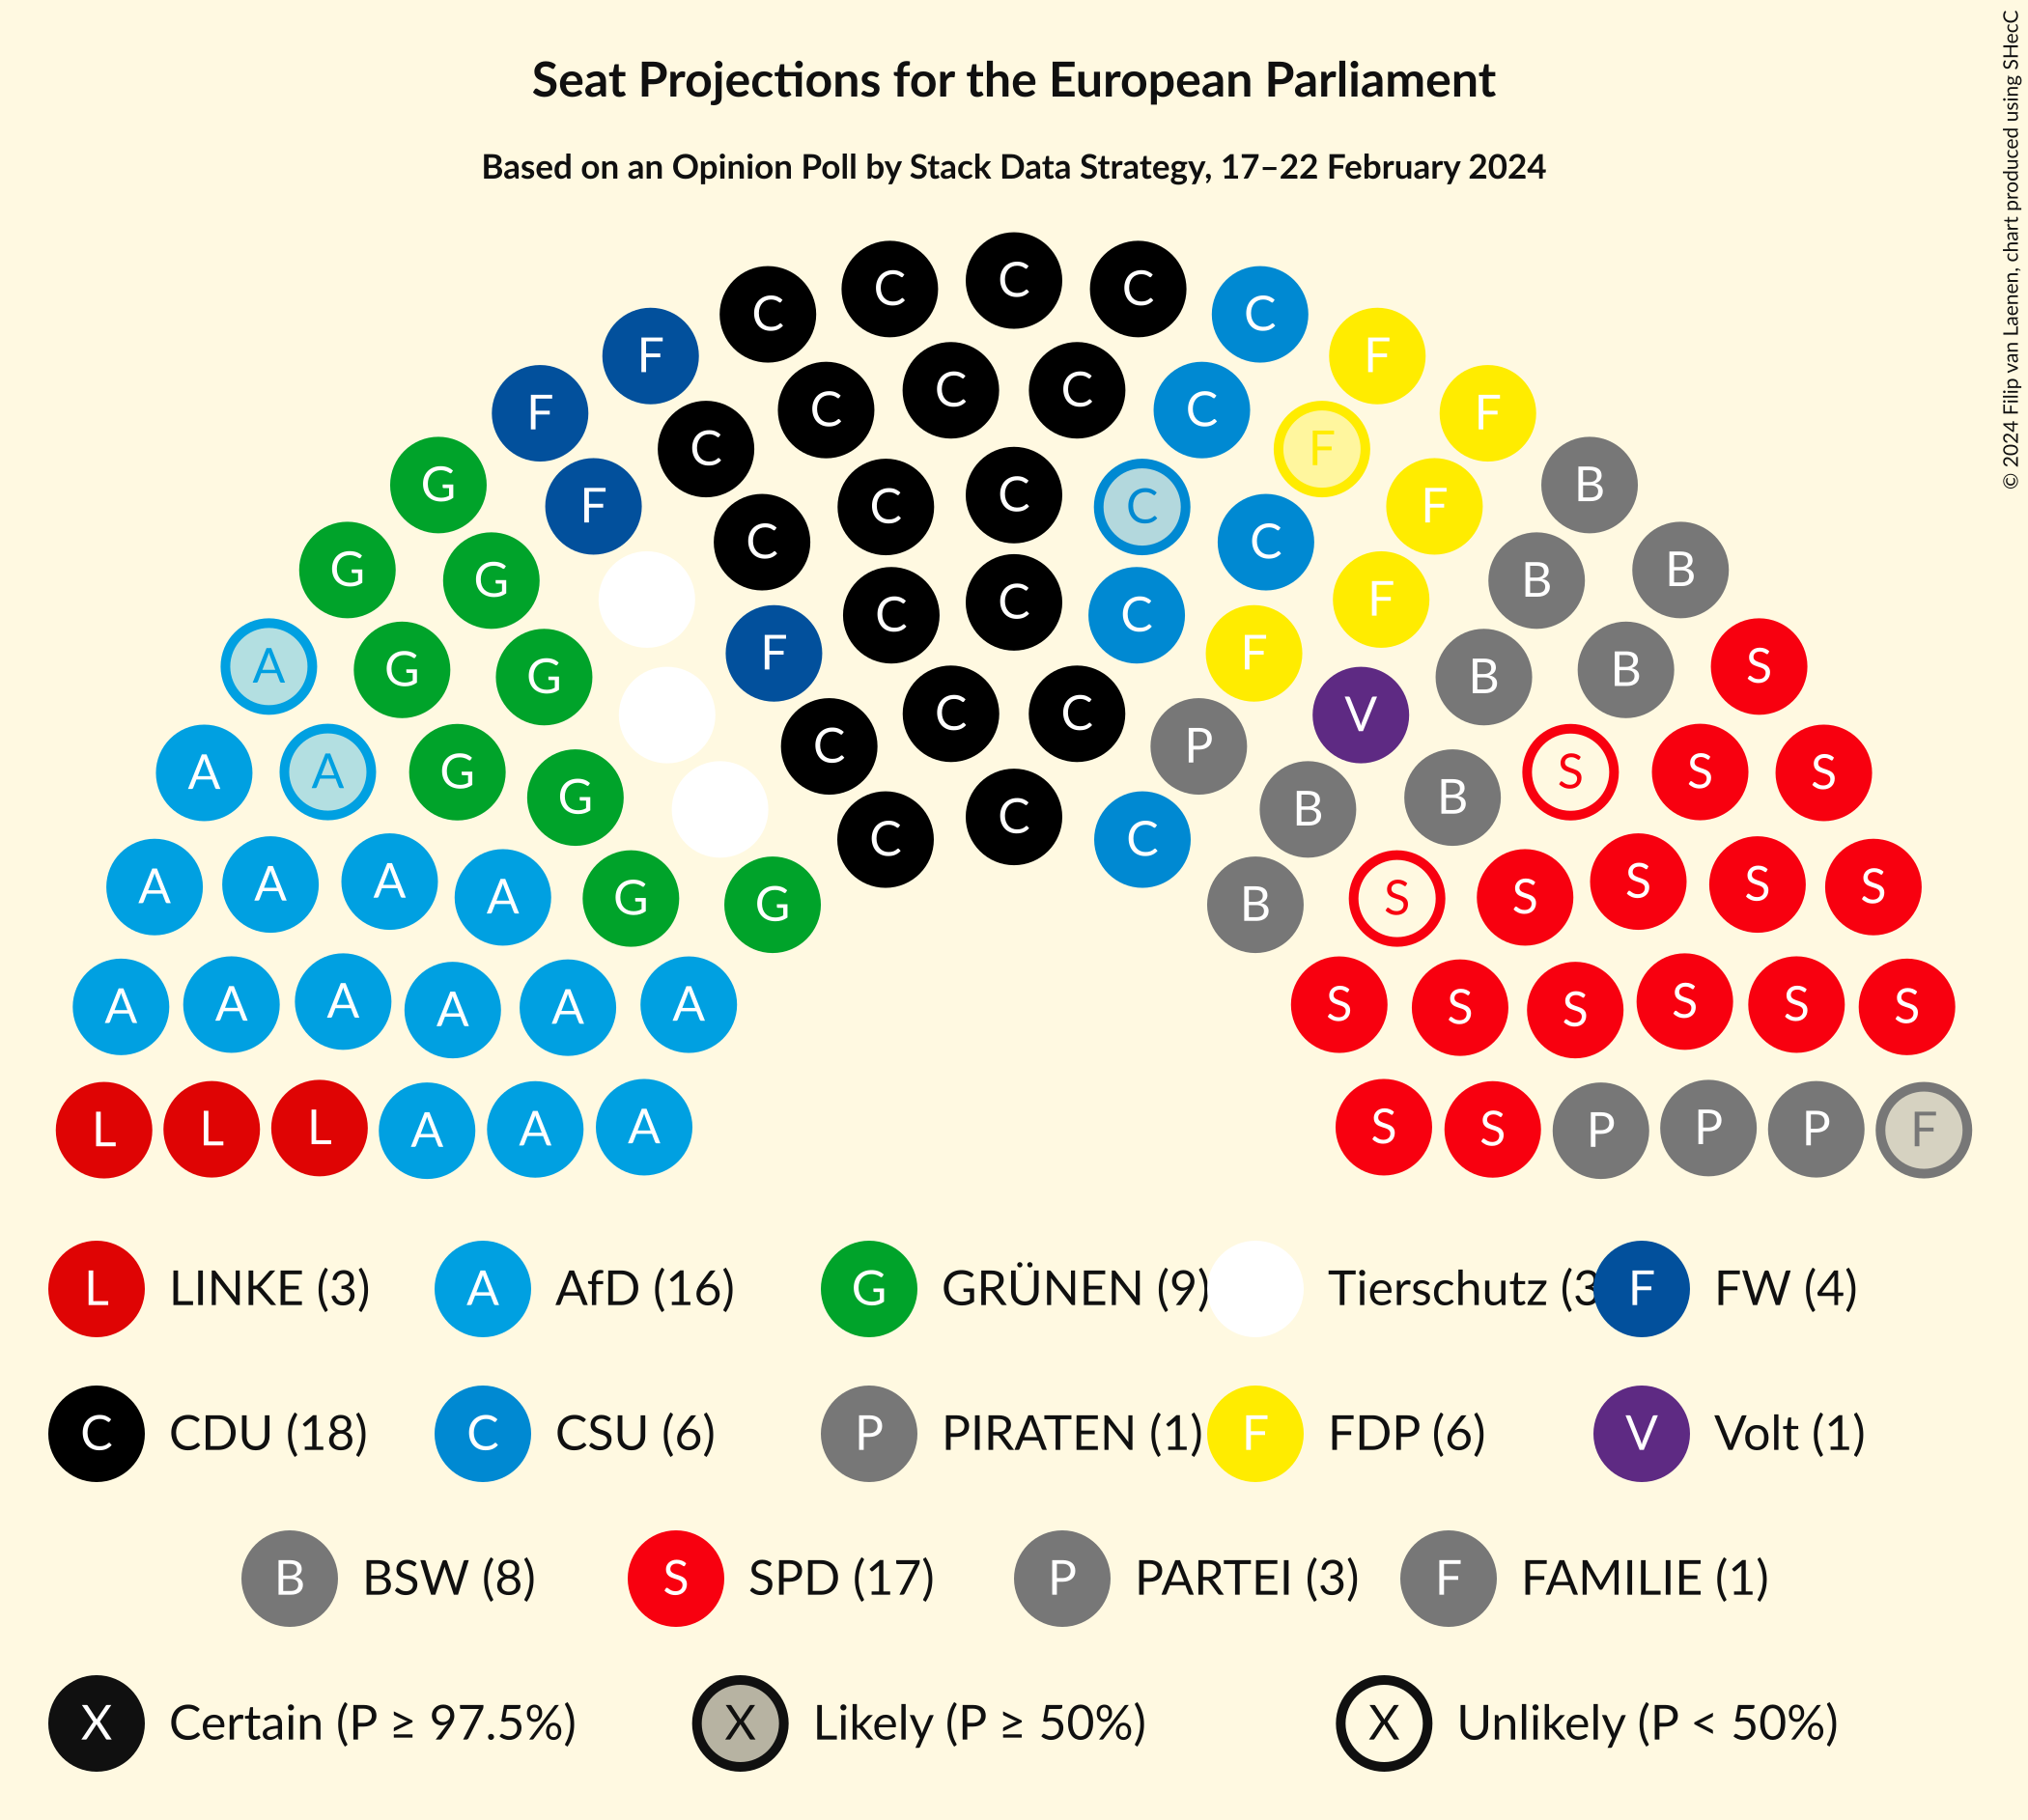 Seat Projections for the European Parliament
Based on an Opinion Poll by Stack Data Strategy, 17–22 February 2024
© 2024 Filip van Laenen, chart produced using SHecC
C C C
C C C C
F C C C C F
F C C F
C C F F
G F C C C C B
G G C B B
C C C F
A G G F F B B S
C C V
A A G P S S S
G C B B
A A A A C C C S S S S
G G B S
A A A A A A S S S S S S
L L L A A A S S P P P F
L LINKE (3) A AfD (16) G GRÜNEN (9) Tierschutz (3 F FW (4)
C CDU (18) C CSU (6) P PIRATEN (1) F FDP (6) V Volt (1)
B BSW (8) S SPD (17) P PARTEI (3) F FAMILIE (1)
X Certain (P ≥ 97.5%) X Likely (P ≥ 50%) X Unlikely (P < 50%)